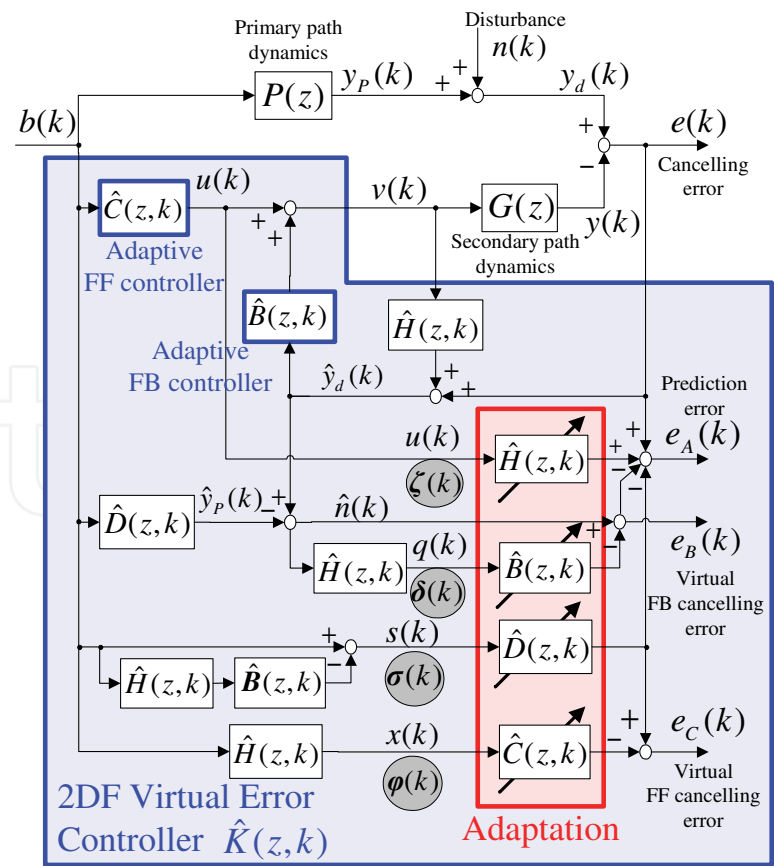 Disturbance
Primary path
dynamics
n(k)
y_P(k)
y_d(k)
+
+
P(z)
b(k)
+
e(k)
−
Cancelling
error
u(k)
v(k)
Ĉ(z,k)
G(z)
y(k)
+
+
Secondary path
dynamics
Adaptive
FF controller
B̂(z,k)
Ĥ(z,k)
Adaptive
FB controller
ŷ_d(k)
+
+
Prediction
error
u(k)
+
e_A(k)
Ĥ(z,k)
+
−
−
ζ(k)
ŷ_P(k)
+
−
n̂(k)
D̂(z,k)
+
e_B(k)
q(k)
−
Ĥ(z,k)
B̂(z,k)
Virtual
FB cancelling
error
δ(k)
s(k)
+
−
D̂(z,k)
σ(k)
Ĥ(z,k)
B̂(z,k)
x(k)
+
e_C(k)
−
Ĥ(z,k)
Ĉ(z,k)
Virtual
FF cancelling
error
φ(k)
2DF Virtual Error
Controller K̂(z,k)
Adaptation